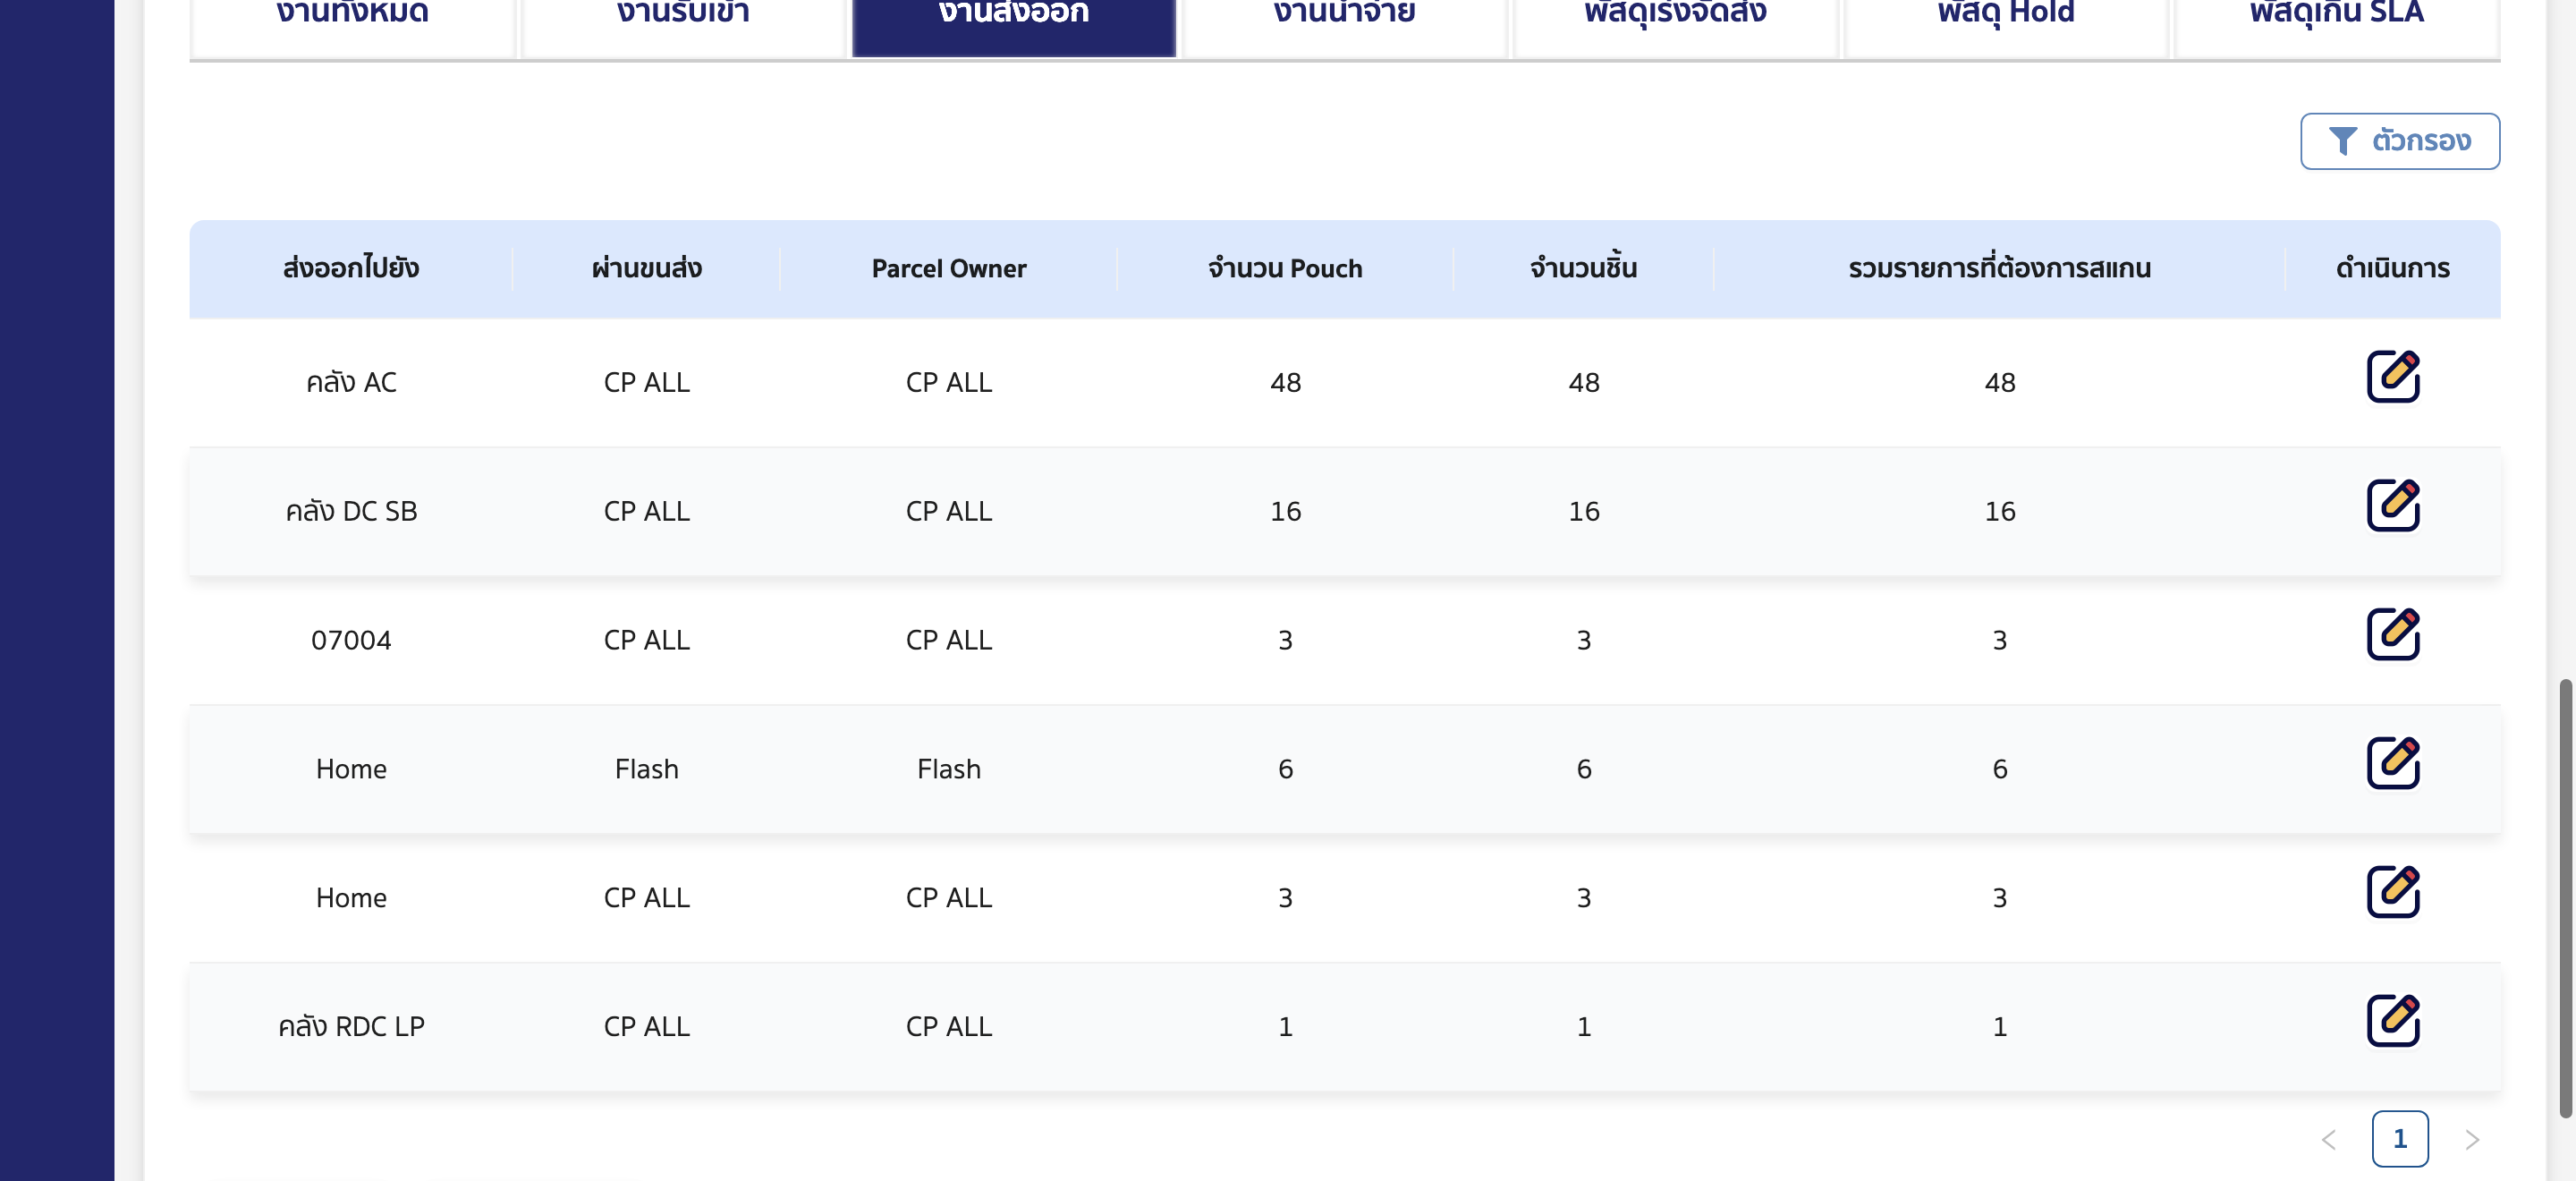 งานทั้งหมด งานรับเข้า งานส่งออก งานนำจ่าย พัสดุเร่งจัดส่ง พัสดุ Hold พัสดุเกิน SLA
ตัวกรอง
ส่งออกไปยัง ผ่านขนส่ง Parcel Owner จำนวน Pouch จำนวนชิ้น รวมรายการที่ต้องการสแกน ดำเนินการ
คลัง AC CP ALL CP ALL 48 48 48
คลัง DC SB CP ALL CP ALL 16 16 16
07004 CP ALL CP ALL 3 3 3
Home Flash Flash 6 6 6
Home CP ALL CP ALL 3 3 3
คลัง RDC LP CP ALL CP ALL 1 1 1
1